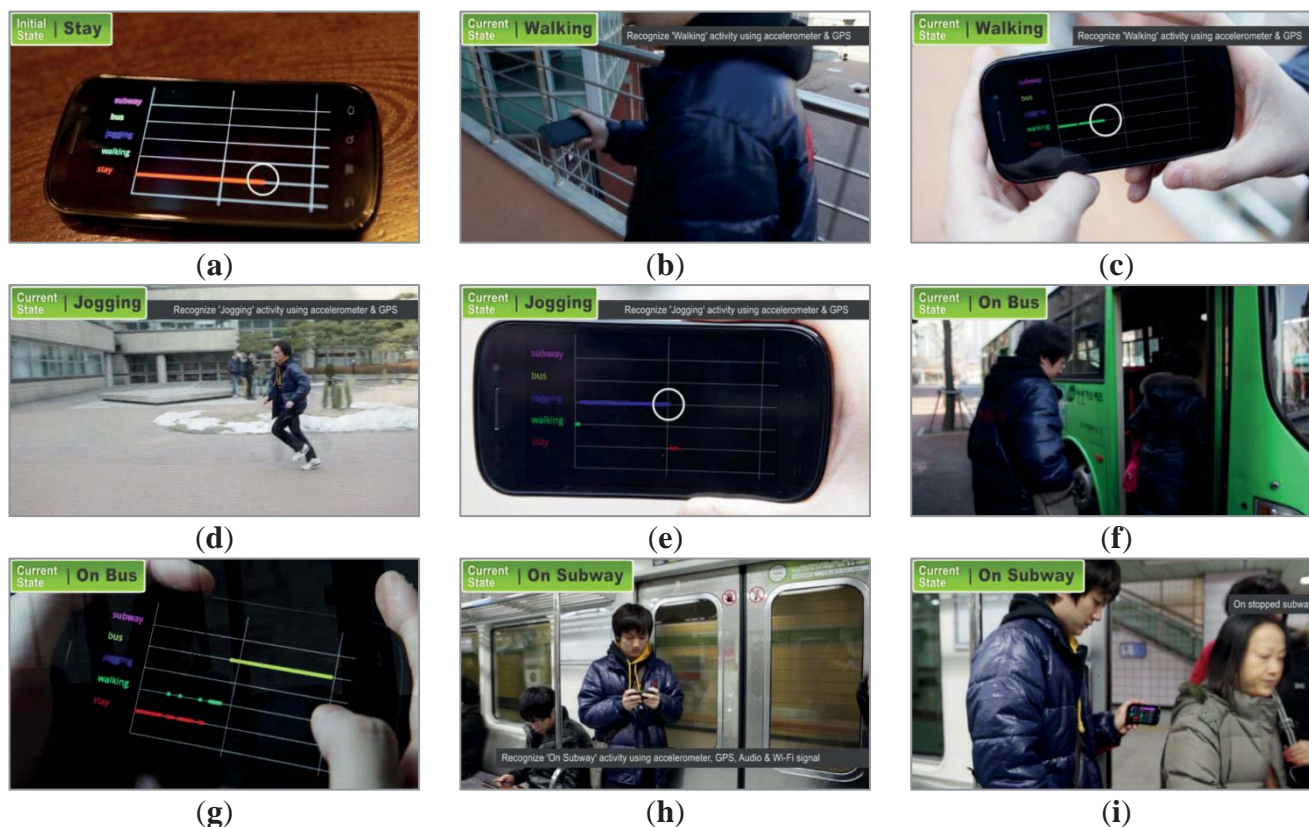 Initial State | Stay
subway
bus
jogging
walking
stay
(a)
Current State | Walking
Recognize 'Walking' activity using accelerometer & GPS
(b)
Current State | Walking
Recognize 'Walking' activity using accelerometer & GPS
subway
bus
jogging
walking
stay
(c)
Current State | Jogging
Recognize 'Jogging' activity using accelerometer & GPS
(d)
Current State | Jogging
Recognize 'Jogging' activity using accelerometer & GPS
subway
bus
jogging
walking
stay
(e)
Current State | On Bus
(f)
Current State | On Bus
subway
bus
jogging
walking
stay
(g)
Current State | On Subway
Recognize 'On Subway' activity using accelerometer, GPS, Audio & Wi-Fi signal
(h)
Current State | On Subway
On stopped subwa
(i)